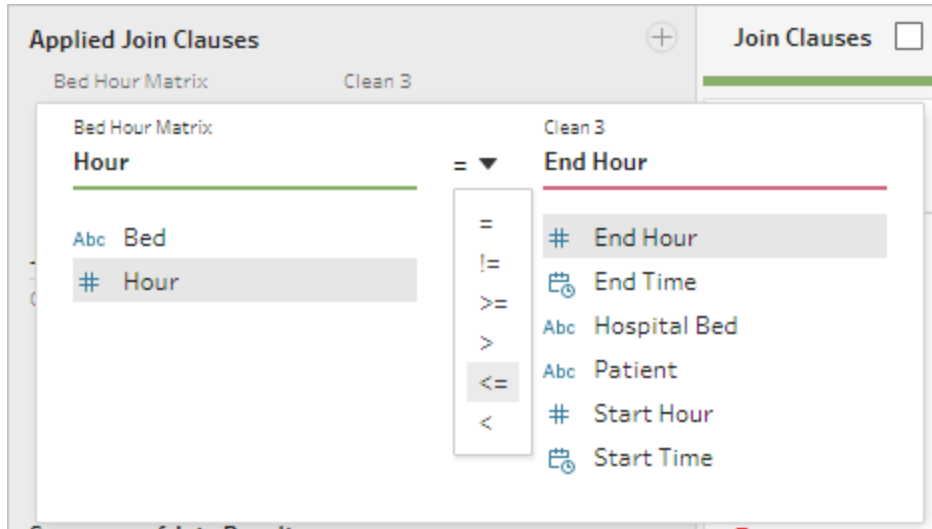 Applied Join Clauses
Join Clauses
Bed Hour Matrix Clean 3
Bed Hour Matrix
Hour
Abc Bed
# Hour
= ▼
=
!=
>=
>
<=
<
Clean 3
End Hour
# End Hour
End Time
Abc Hospital Bed
Abc Patient
# Start Hour
Start Time